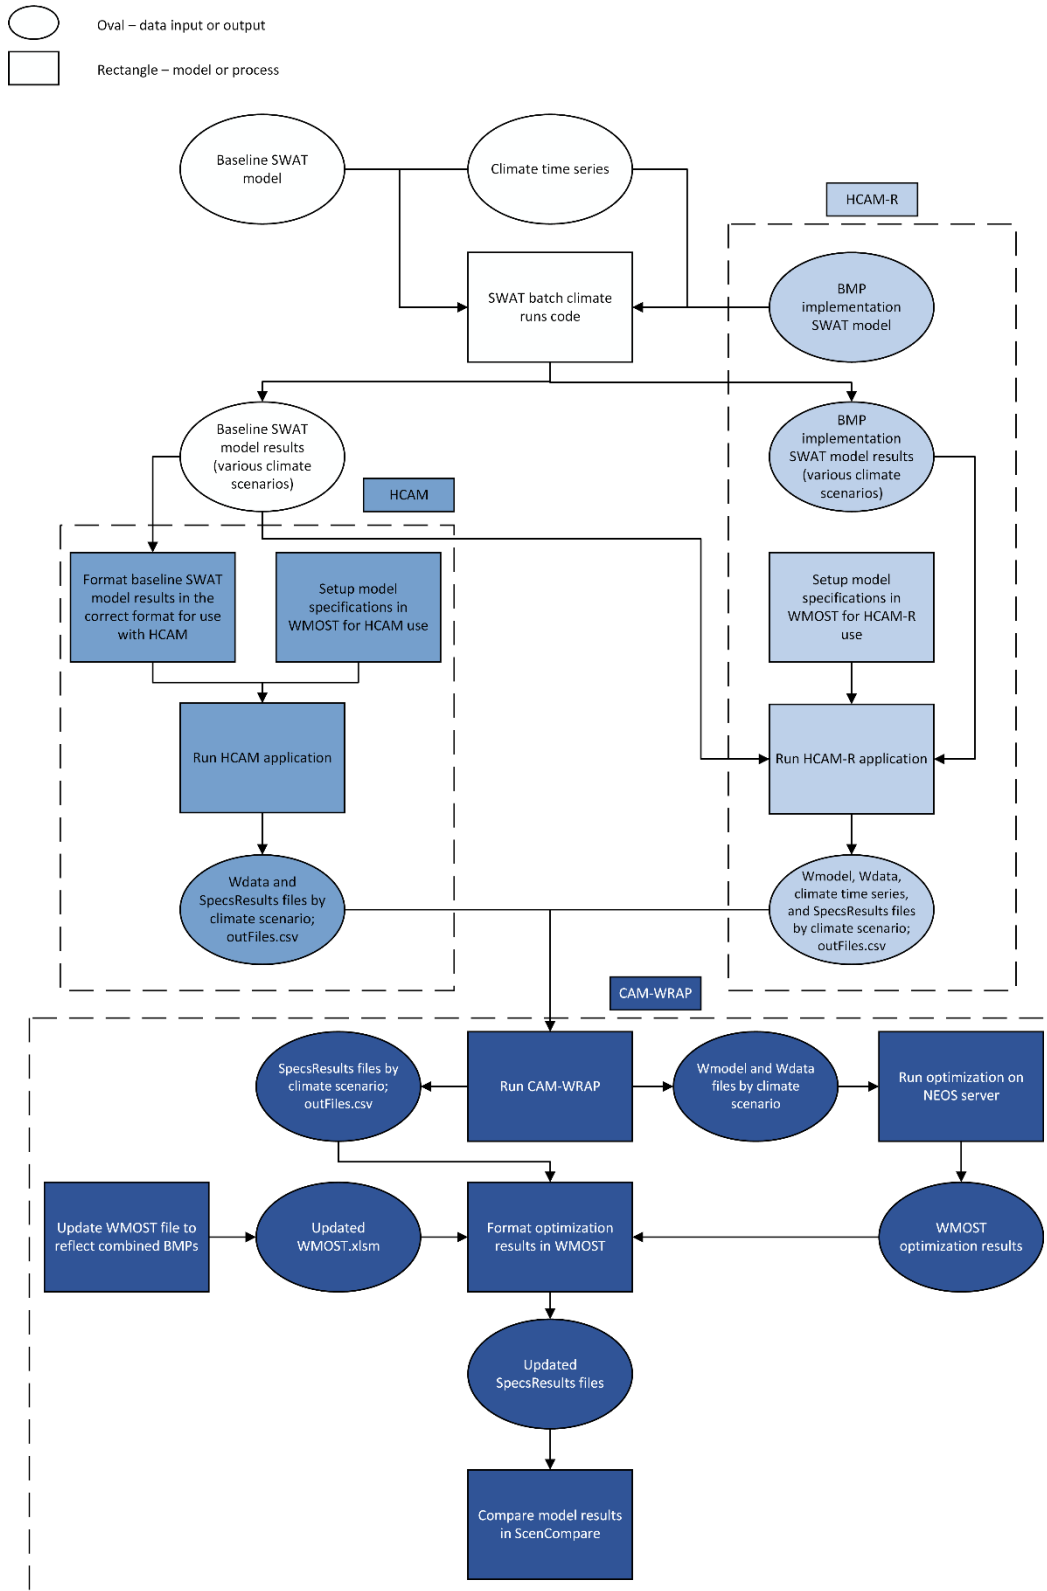 Oval – data input or output
Rectangle – model or process
Baseline SWAT
model
Climate time series
HCAM-R
SWAT batch climate
runs code
BMP
implementation
SWAT model
Baseline SWAT
model results
(various climate
scenarios)
BMP
implementation
SWAT model results
(various climate
scenarios)
HCAM
Format baseline SWAT
model results in the
correct format for use
with HCAM
Setup model
specifications in
WMOST for HCAM use
Setup model
specifications in
WMOST for HCAM-R
use
Run HCAM application
Run HCAM-R application
Wdata and
SpecsResults files by
climate scenario;
outFiles.csv
Wmodel, Wdata,
climate time series,
and SpecsResults files
by climate scenario;
outFiles.csv
CAM-WRAP
SpecsResults files by
climate scenario;
outFiles.csv
Run CAM-WRAP
Wmodel and Wdata
files by climate
scenario
Run optimization on
NEOS server
Update WMOST file to
reflect combined BMPs
Updated
WMOST.xlsm
Format optimization
results in WMOST
WMOST
optimization results
Updated
SpecsResults files
Compare model results
in ScenCompare